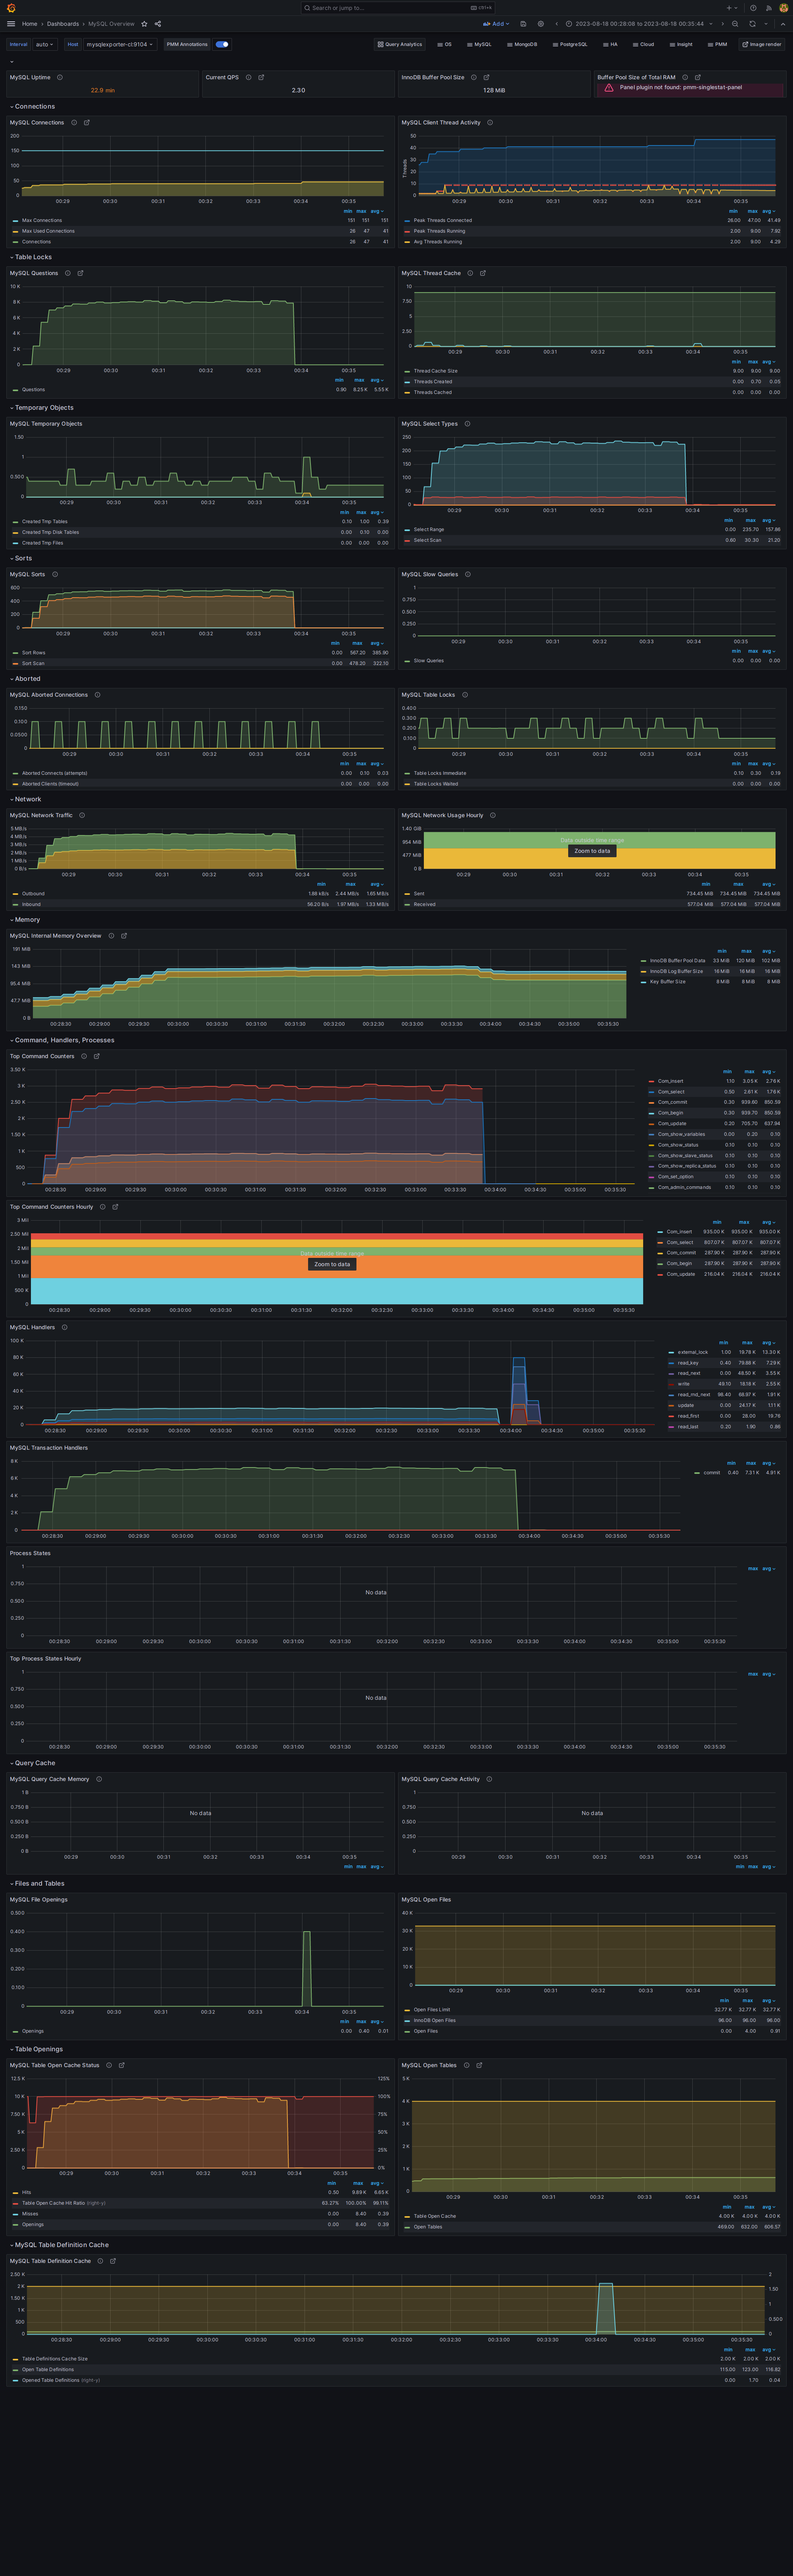 Search or jump to...
ctrl+k
Home › Dashboards › MySQL Overview
Add
2023-08-18 00:28:08 to 2023-08-18 00:35:44
Interval auto Host mysqlexporter-cl:9104 PMM Annotations
Query Analytics OS MySQL MongoDB PostgreSQL HA Cloud Insight PMM Image render
MySQL Uptime
22.9 min
Current QPS
2.30
InnoDB Buffer Pool Size
128 MiB
Buffer Pool Size of Total RAM
Panel plugin not found: pmm-singlestat-panel
Connections
MySQL Connections
min max avg
Max Connections 151 151 151
Max Used Connections 26 47 41
Connections 26 47 41
MySQL Client Thread Activity
Threads
min max avg
Peak Threads Connected 26.00 47.00 41.49
Peak Threads Running 2.00 9.00 7.92
Avg Threads Running 2.00 9.00 4.29
Table Locks
MySQL Questions
min max avg
Questions 0.90 8.25 K 5.55 K
MySQL Thread Cache
min max avg
Thread Cache Size 9.00 9.00 9.00
Threads Created 0.00 0.70 0.05
Threads Cached 0.00 0.00 0.00
Temporary Objects
MySQL Temporary Objects
min max avg
Created Tmp Tables 0.10 1.00 0.39
Created Tmp Disk Tables 0.00 0.10 0.00
Created Tmp Files 0.00 0.00 0.00
MySQL Select Types
min max avg
Select Range 0.00 235.70 157.86
Select Scan 0.80 30.30 21.20
Sorts
MySQL Sorts
min max avg
Sort Rows 0.00 567.20 385.90
Sort Scan 0.00 478.20 322.10
MySQL Slow Queries
min max avg
Slow Queries 0.00 0.00 0.00
Aborted
MySQL Aborted Connections
min max avg
Aborted Connects (attempts) 0.00 0.10 0.03
Aborted Clients (timeout) 0.00 0.00 0.00
MySQL Table Locks
min max avg
Table Locks Immediate 0.10 0.30 0.19
Table Locks Waited 0.00 0.00 0.00
Network
MySQL Network Traffic
min max avg
Outbound 1.88 kB/s 2.44 MB/s 1.65 MB/s
Inbound 56.20 B/s 1.97 MB/s 1.33 MB/s
MySQL Network Usage Hourly
Data outside time range
Zoom to data
min max avg
Sent 734.45 MiB 734.45 MiB 734.45 MiB
Received 577.04 MiB 577.04 MiB 577.04 MiB
Memory
MySQL Internal Memory Overview
min max avg
InnoDB Buffer Pool Data 33 MiB 120 MiB 102 MiB
InnoDB Log Buffer Size 16 MiB 16 MiB 16 MiB
Key Buffer Size 8 MiB 8 MiB 8 MiB
Command, Handlers, Processes
Top Command Counters
min max avg
Com_insert 1.10 3.05 K 2.76 K
Com_select 0.50 2.61 K 1.76 K
Com_commit 0.30 939.60 850.59
Com_begin 0.30 939.70 850.59
Com_update 0.20 705.70 637.94
Com_show_variables 0.00 0.20 0.10
Com_show_status 0.10 0.10 0.10
Com_show_slave_status 0.10 0.10 0.10
Com_show_replica_status 0.10 0.10 0.10
Com_set_option 0.10 0.10 0.10
Com_admin_commands 0.10 0.10 0.10
Top Command Counters Hourly
Data outside time range
Zoom to data
min max avg
Com_insert 935.00 K 935.00 K 935.00 K
Com_select 807.07 K 807.07 K 807.07 K
Com_commit 287.90 K 287.90 K 287.90 K
Com_begin 287.90 K 287.90 K 287.90 K
Com_update 216.04 K 216.04 K 216.04 K
MySQL Handlers
min max avg
external_lock 1.00 19.78 K 13.30 K
read_key 0.40 79.88 K 7.29 K
read_next 0.00 48.50 K 3.55 K
write 49.10 18.18 K 2.55 K
read_rnd_next 98.40 68.97 K 1.91 K
update 0.00 24.17 K 1.11 K
read_first 0.00 28.00 19.76
read_last 0.20 1.90 0.86
MySQL Transaction Handlers
min max avg
commit 0.40 7.31 K 4.91 K
Process States
No data
max avg
Top Process States Hourly
No data
max avg
Query Cache
MySQL Query Cache Memory
No data
min max avg
MySQL Query Cache Activity
No data
min max avg
Files and Tables
MySQL File Openings
min max avg
Openings 0.00 0.40 0.01
MySQL Open Files
min max avg
Open Files Limit 32.77 K 32.77 K 32.77 K
InnoDB Open Files 96.00 96.00 96.00
Open Files 0.00 4.00 0.91
Table Openings
MySQL Table Open Cache Status
min max avg
Hits 0.50 9.89 K 6.65 K
Table Open Cache Hit Ratio (right-y) 63.27% 100.00% 99.11%
Misses 0.00 8.40 0.39
Openings 0.00 8.40 0.39
MySQL Open Tables
min max avg
Table Open Cache 4.00 K 4.00 K 4.00 K
Open Tables 469.00 632.00 606.57
MySQL Table Definition Cache
MySQL Table Definition Cache
min max avg
Table Definitions Cache Size 2.00 K 2.00 K 2.00 K
Open Table Definitions 115.00 123.00 116.82
Opened Table Definitions (right-y) 0.00 1.70 0.04